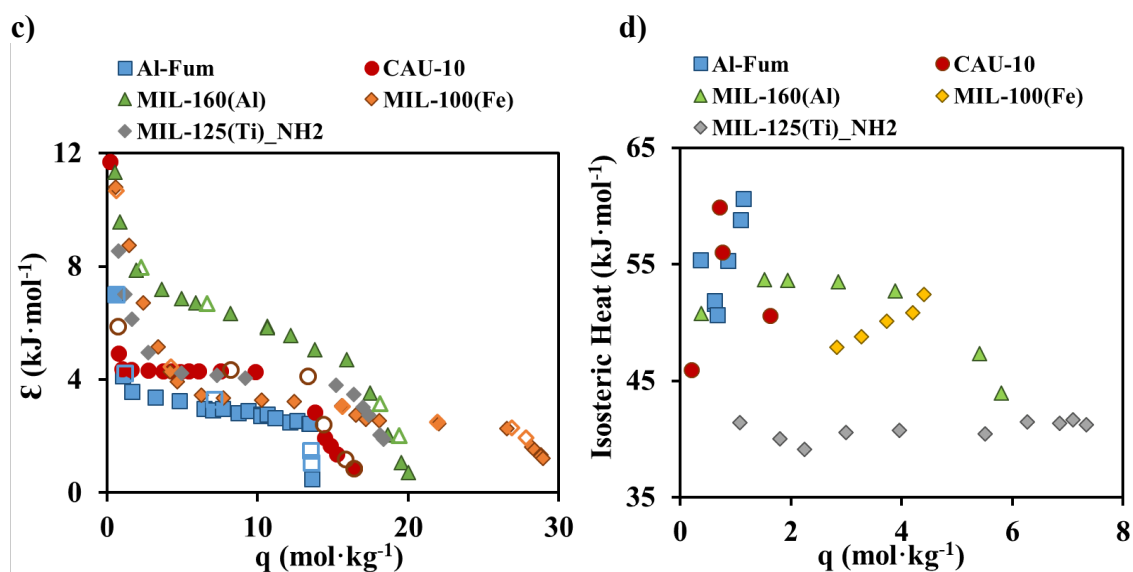 c)
Al-Fum
CAU-10
MIL-160(Al)
MIL-100(Fe)
MIL-125(Ti)_NH2
12
8
4
0
0
10
20
30
ε (kJ·mol⁻¹)
q (mol·kg⁻¹)
d)
Al-Fum
CAU-10
MIL-160(Al)
MIL-100(Fe)
MIL-125(Ti)_NH2
65
55
45
35
0
2
4
6
8
Isosteric Heat (kJ·mol⁻¹)
q (mol·kg⁻¹)